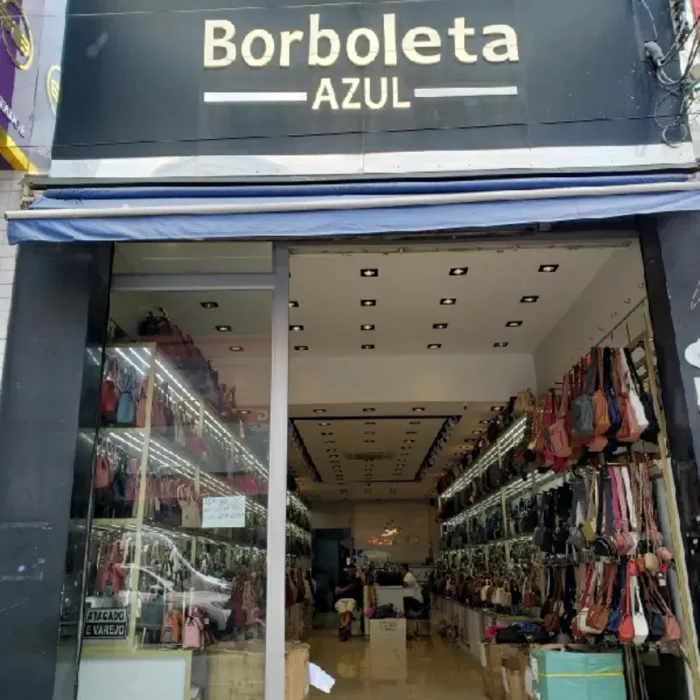 Borboleta
AZUL
ATACADO
E VAREJO